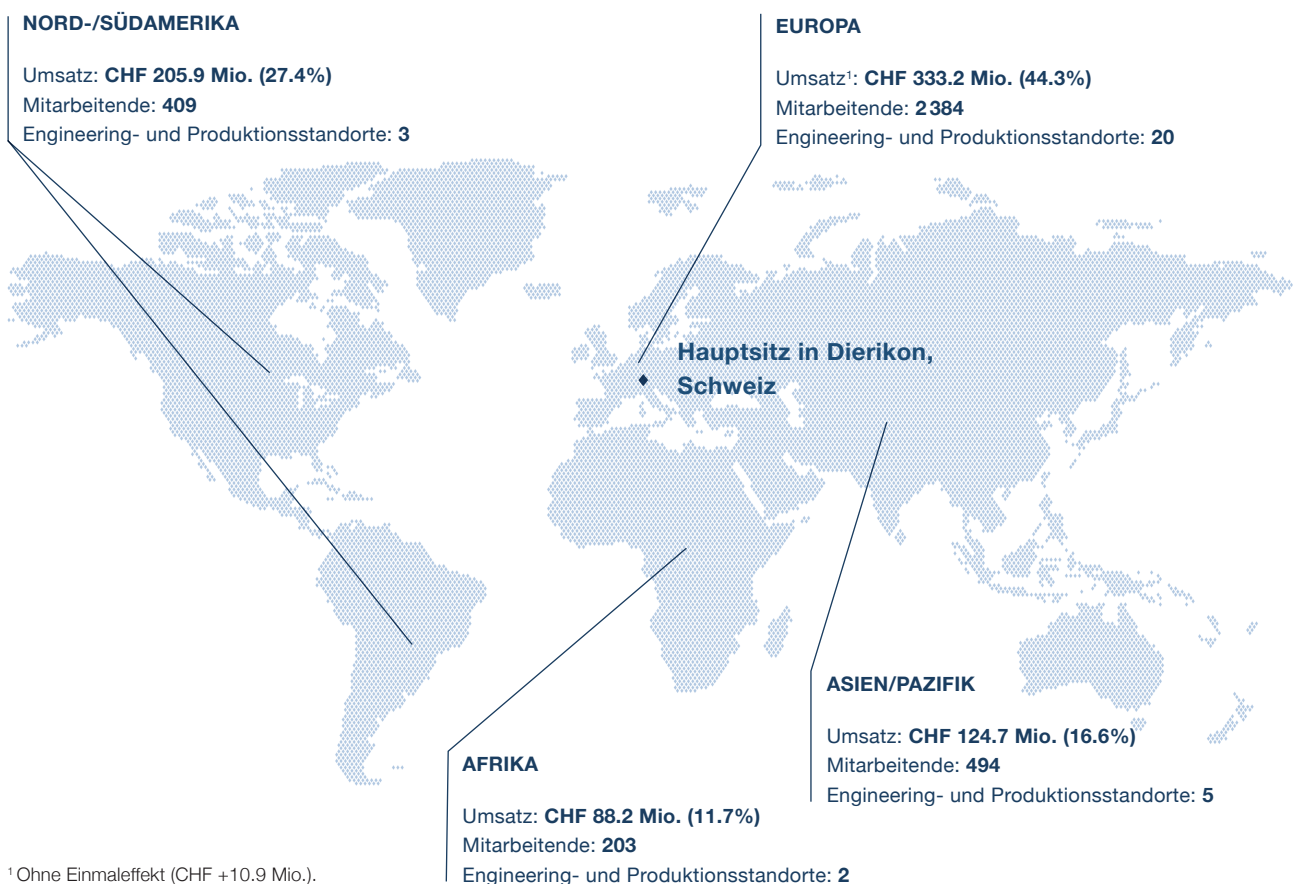 NORD-/SÜDAMERIKA
Umsatz: CHF 205.9 Mio. (27.4%)
Mitarbeitende: 409
Engineering- und Produktionsstandorte: 3
EUROPA
Umsatz¹: CHF 333.2 Mio. (44.3%)
Mitarbeitende: 2 384
Engineering- und Produktionsstandorte: 20
Hauptsitz in Dierikon,
Schweiz
ASIEN/PAZIFIK
Umsatz: CHF 124.7 Mio. (16.6%)
Mitarbeitende: 494
Engineering- und Produktionsstandorte: 5
AFRIKA
Umsatz: CHF 88.2 Mio. (11.7%)
Mitarbeitende: 203
Engineering- und Produktionsstandorte: 2
¹ Ohne Einmaleffekt (CHF +10.9 Mio.).